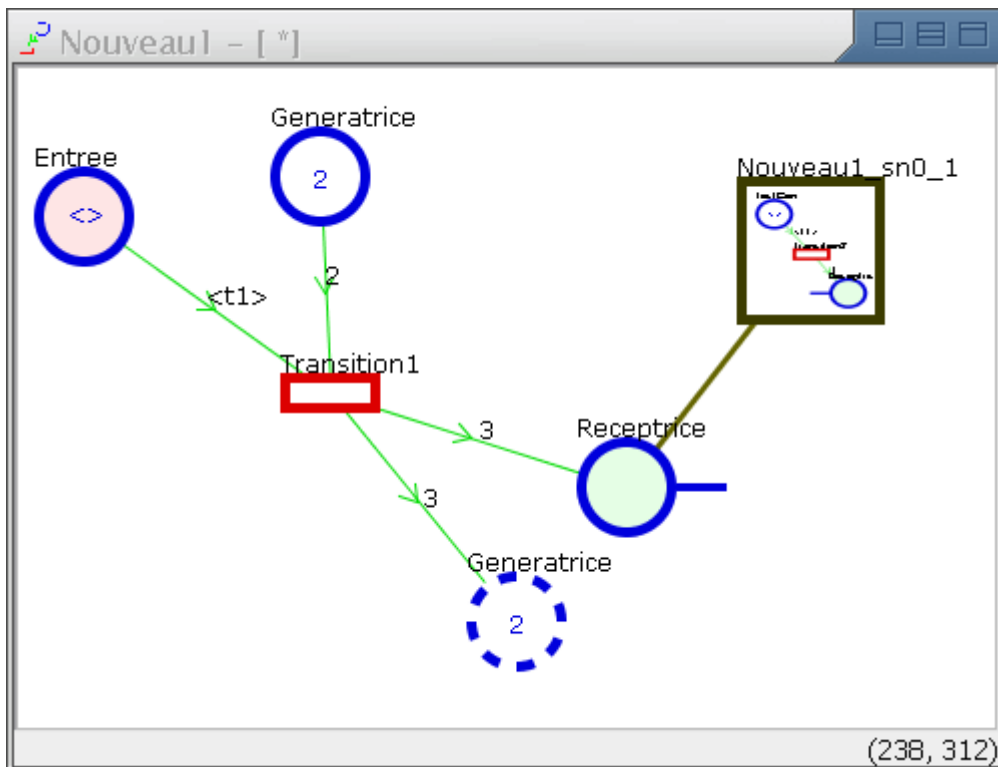 Nouveau1 - [ *]
Generatrice
2
Entree
<>
Nouveau1_sn0_1
2
<t1>
Transition1
3
Receptrice
3
Generatrice
2
(238, 312)